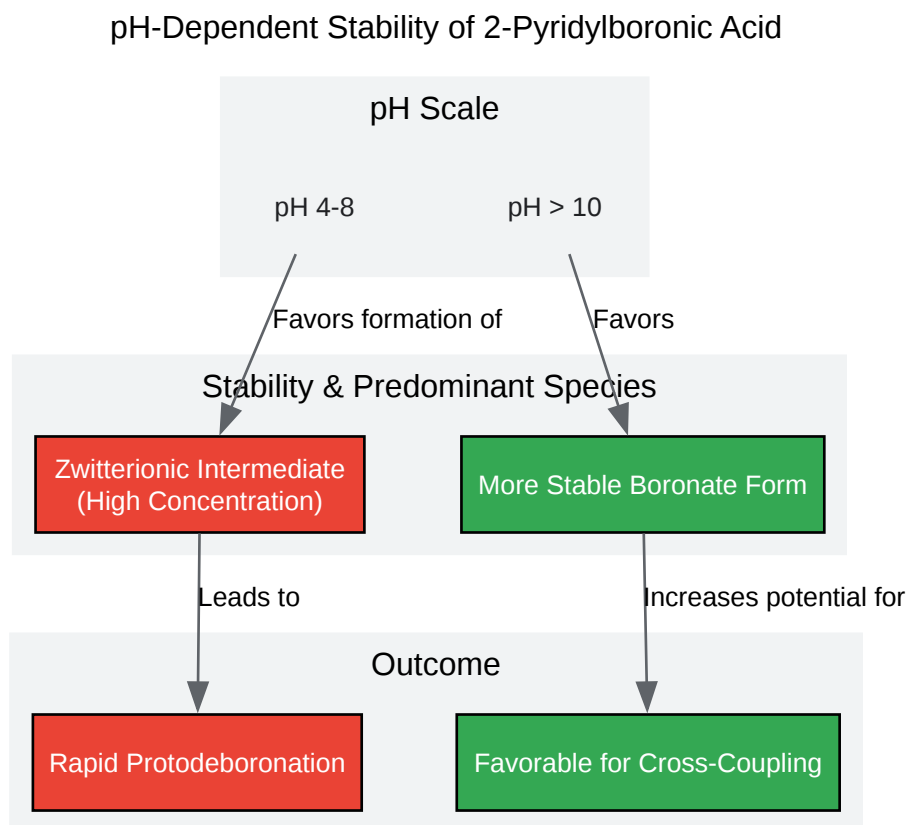 pH-Dependent Stability of 2-Pyridylboronic Acid
pH Scale
pH 4-8
pH > 10
Favors formation of
Favors
Stability & Predominant Species
Zwitterionic Intermediate
(High Concentration)
More Stable Boronate Form
Leads to
Increases potential for
Outcome
Rapid Protodeboronation
Favorable for Cross-Coupling